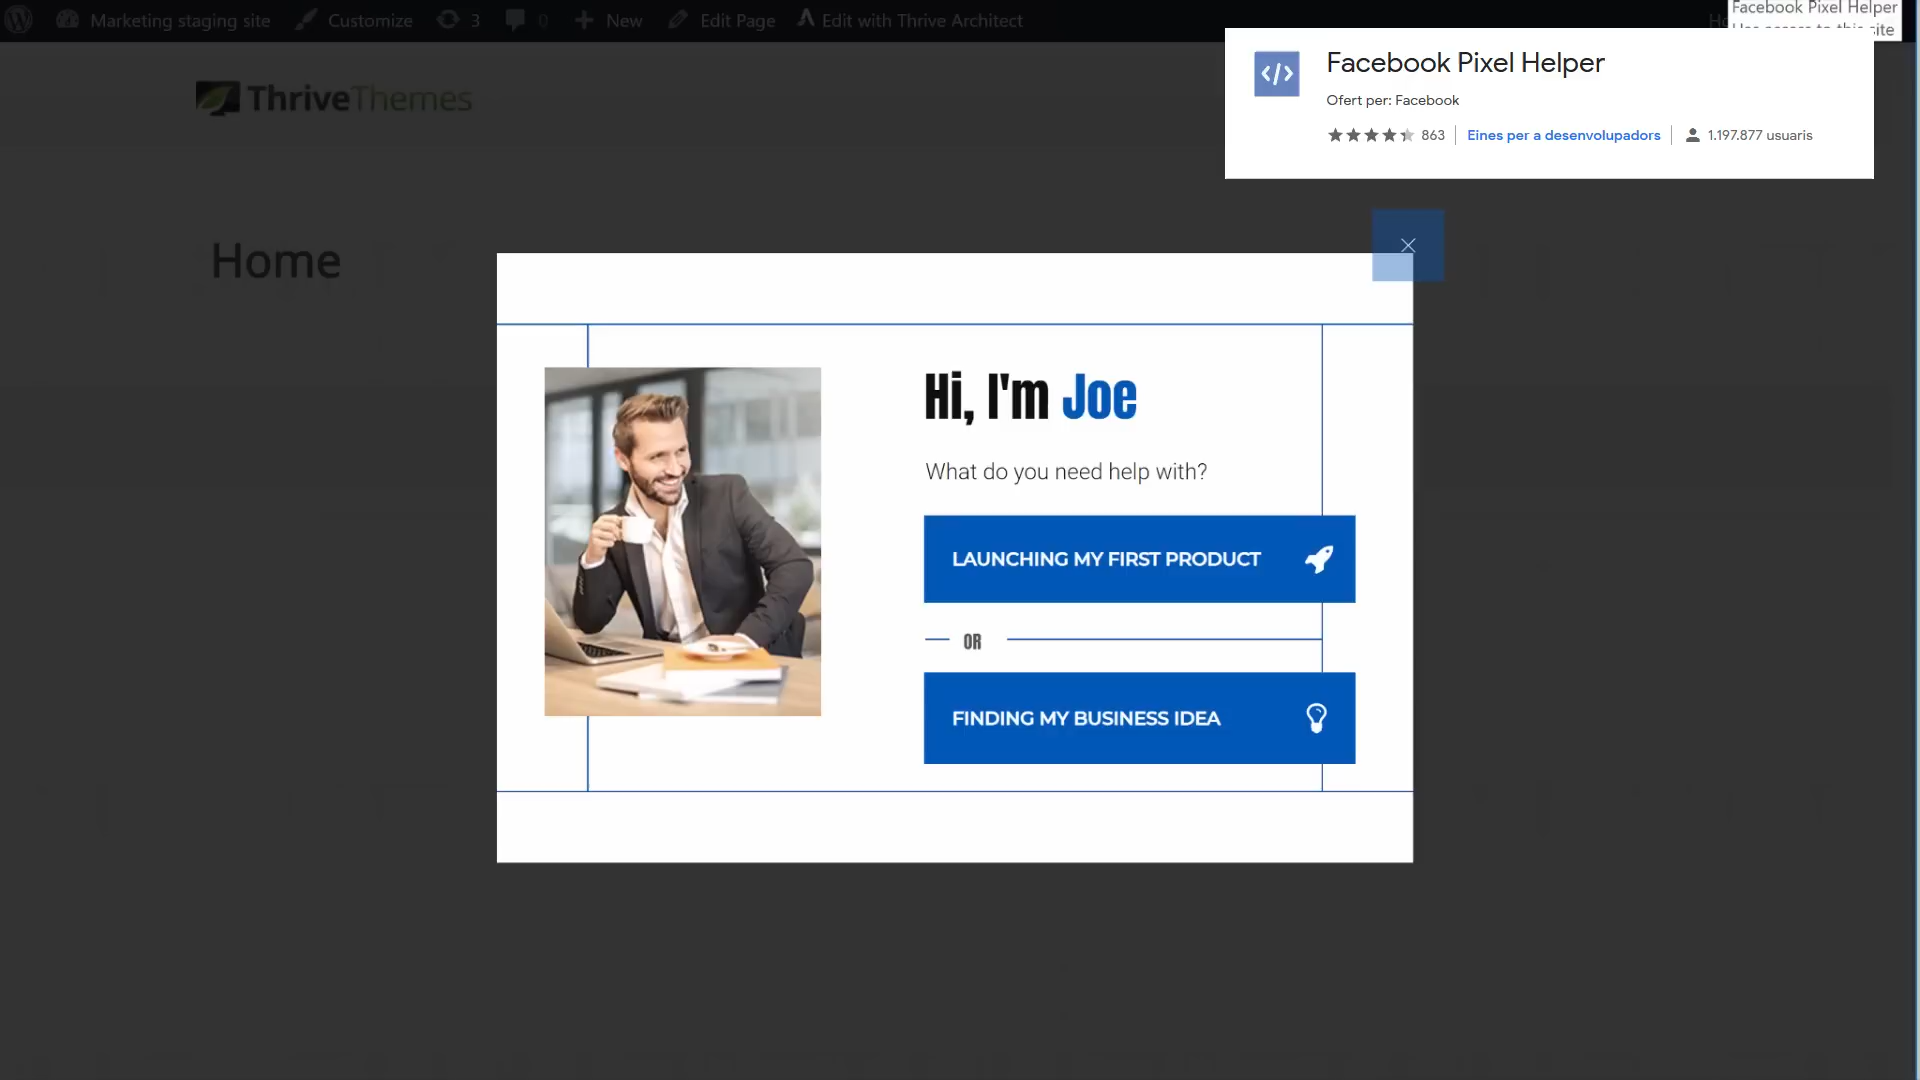 Marketing staging site Customize 3 0 New Edit Page Edit with Thrive Architect
Facebook Pixel Helper
Facebook Pixel Helper
Ofert per: Facebook
863 Eines per a desenvolupadors 1.197.877 usuaris
ThriveThemes
Home
Hi, I'm Joe
What do you need help with?
LAUNCHING MY FIRST PRODUCT
OR
FINDING MY BUSINESS IDEA